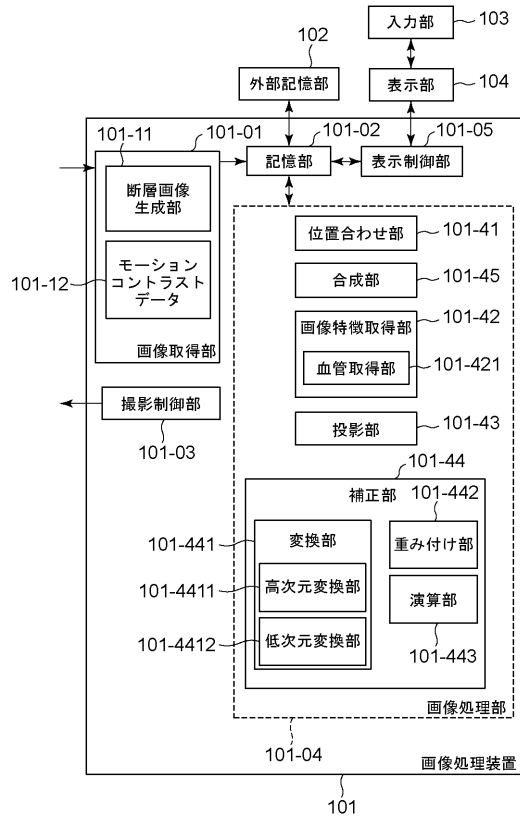 入力部
103
102
外部記憶部
表示部
104
101-11
101-01
101-02
101-05
断層画像
生成部
記憶部
表示制御部
101-12
モーション
コントラスト
データ
画像取得部
位置合わせ部
101-41
合成部
101-45
画像特徴取得部
101-42
血管取得部
101-421
撮影制御部
101-03
投影部
101-43
101-44
補正部
101-442
101-441
変換部
重み付け部
101-4411
高次元変換部
演算部
101-4412
低次元変換部
101-443
画像処理部
101-04
画像処理装置
101